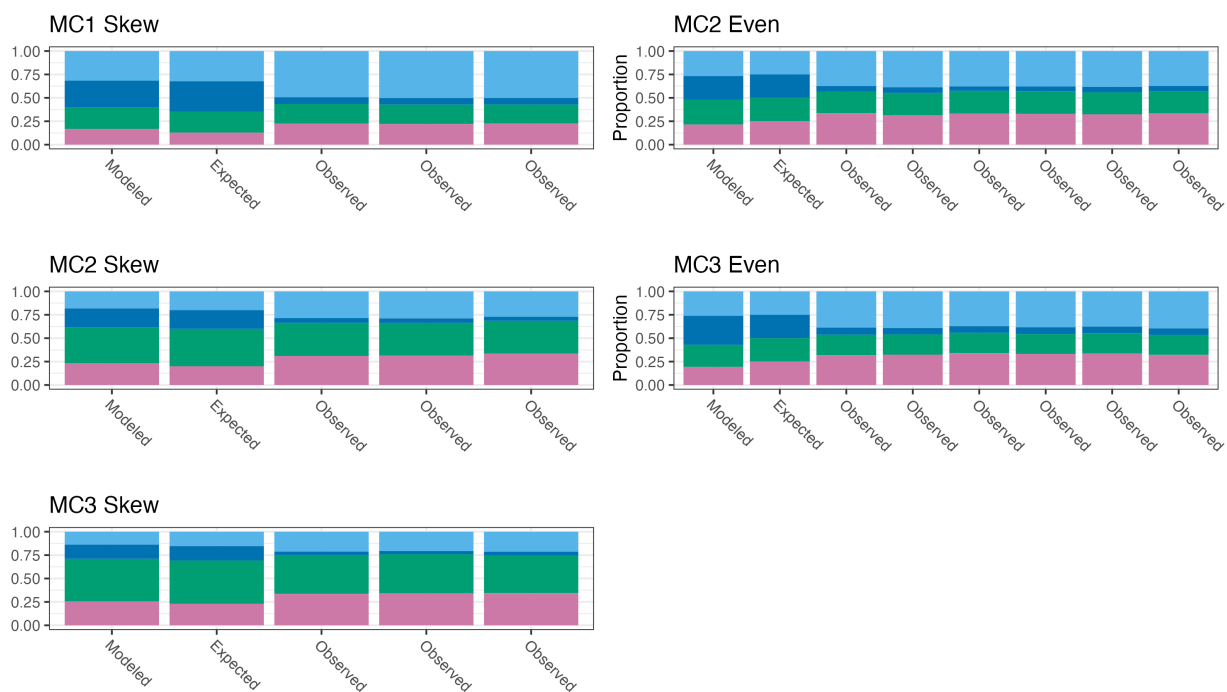 MC1 Skew
1.00
0.75
0.50
0.25
0.00
Modeled
Expected
Observed
Observed
Observed
MC2 Even
Proportion
1.00
0.75
0.50
0.25
0.00
Modeled
Expected
Observed
Observed
Observed
Observed
Observed
Observed
MC2 Skew
1.00
0.75
0.50
0.25
0.00
Modeled
Expected
Observed
Observed
Observed
MC3 Even
Proportion
1.00
0.75
0.50
0.25
0.00
Modeled
Expected
Observed
Observed
Observed
Observed
Observed
Observed
MC3 Skew
1.00
0.75
0.50
0.25
0.00
Modeled
Expected
Observed
Observed
Observed